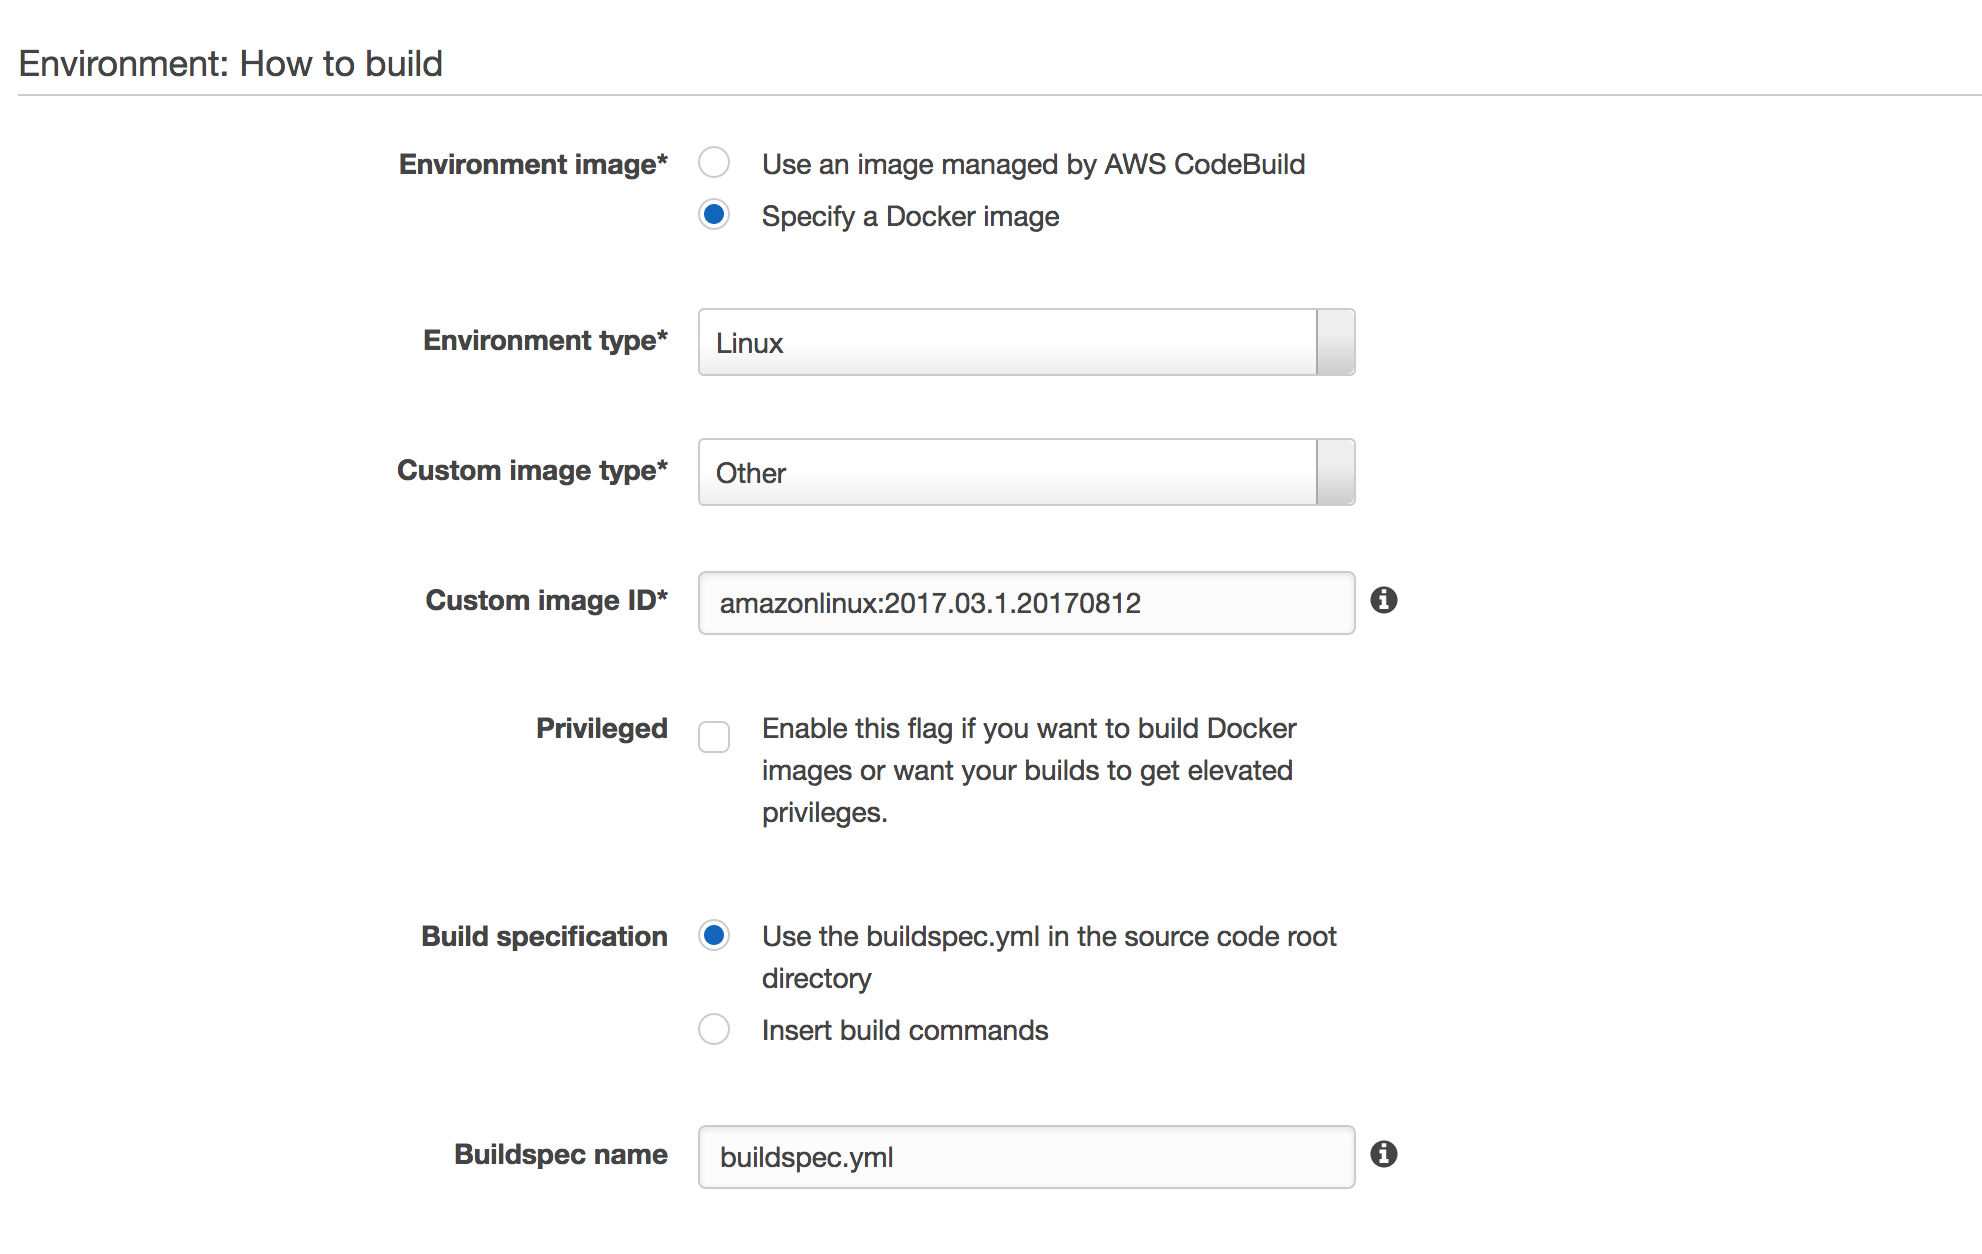 Environment: How to build
Environment image*
Use an image managed by AWS CodeBuild
Specify a Docker image
Environment type*
Linux
Custom image type*
Other
Custom image ID*
amazonlinux:2017.03.1.20170812
Privileged
Enable this flag if you want to build Docker
images or want your builds to get elevated
privileges.
Build specification
Use the buildspec.yml in the source code root
directory
Insert build commands
Buildspec name
buildspec.yml